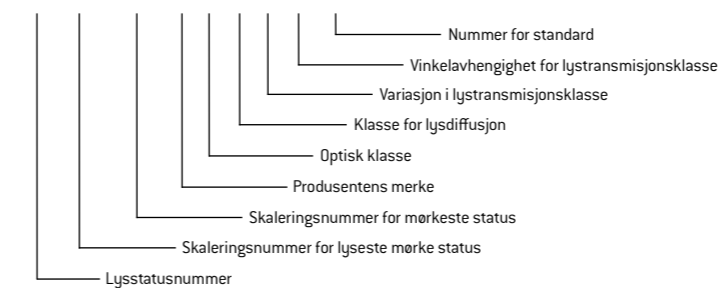 Nummer for standard
Vinkelavhengighet for lystransmisjonsklasse
Variasjon i lystransmisjonsklasse
Klasse for lysdiffusjon
Optisk klasse
Produsentens merke
Skaleringsnummer for mørkeste status
Skaleringsnummer for lyseste mørke status
Lysstatusnummer